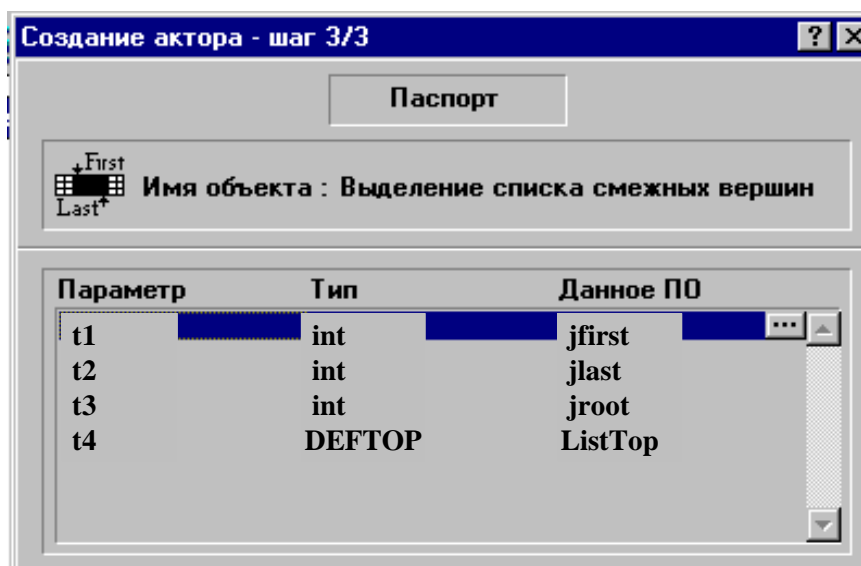 Создание актора - шаг 3/3
Паспорт
First
Last
Имя объекта : Выделение списка смежных вершин
Параметр Тип Данное ПО
t1 int jfirst ...
t2 int jlast
t3 int jroot
t4 DEFTOP ListTop